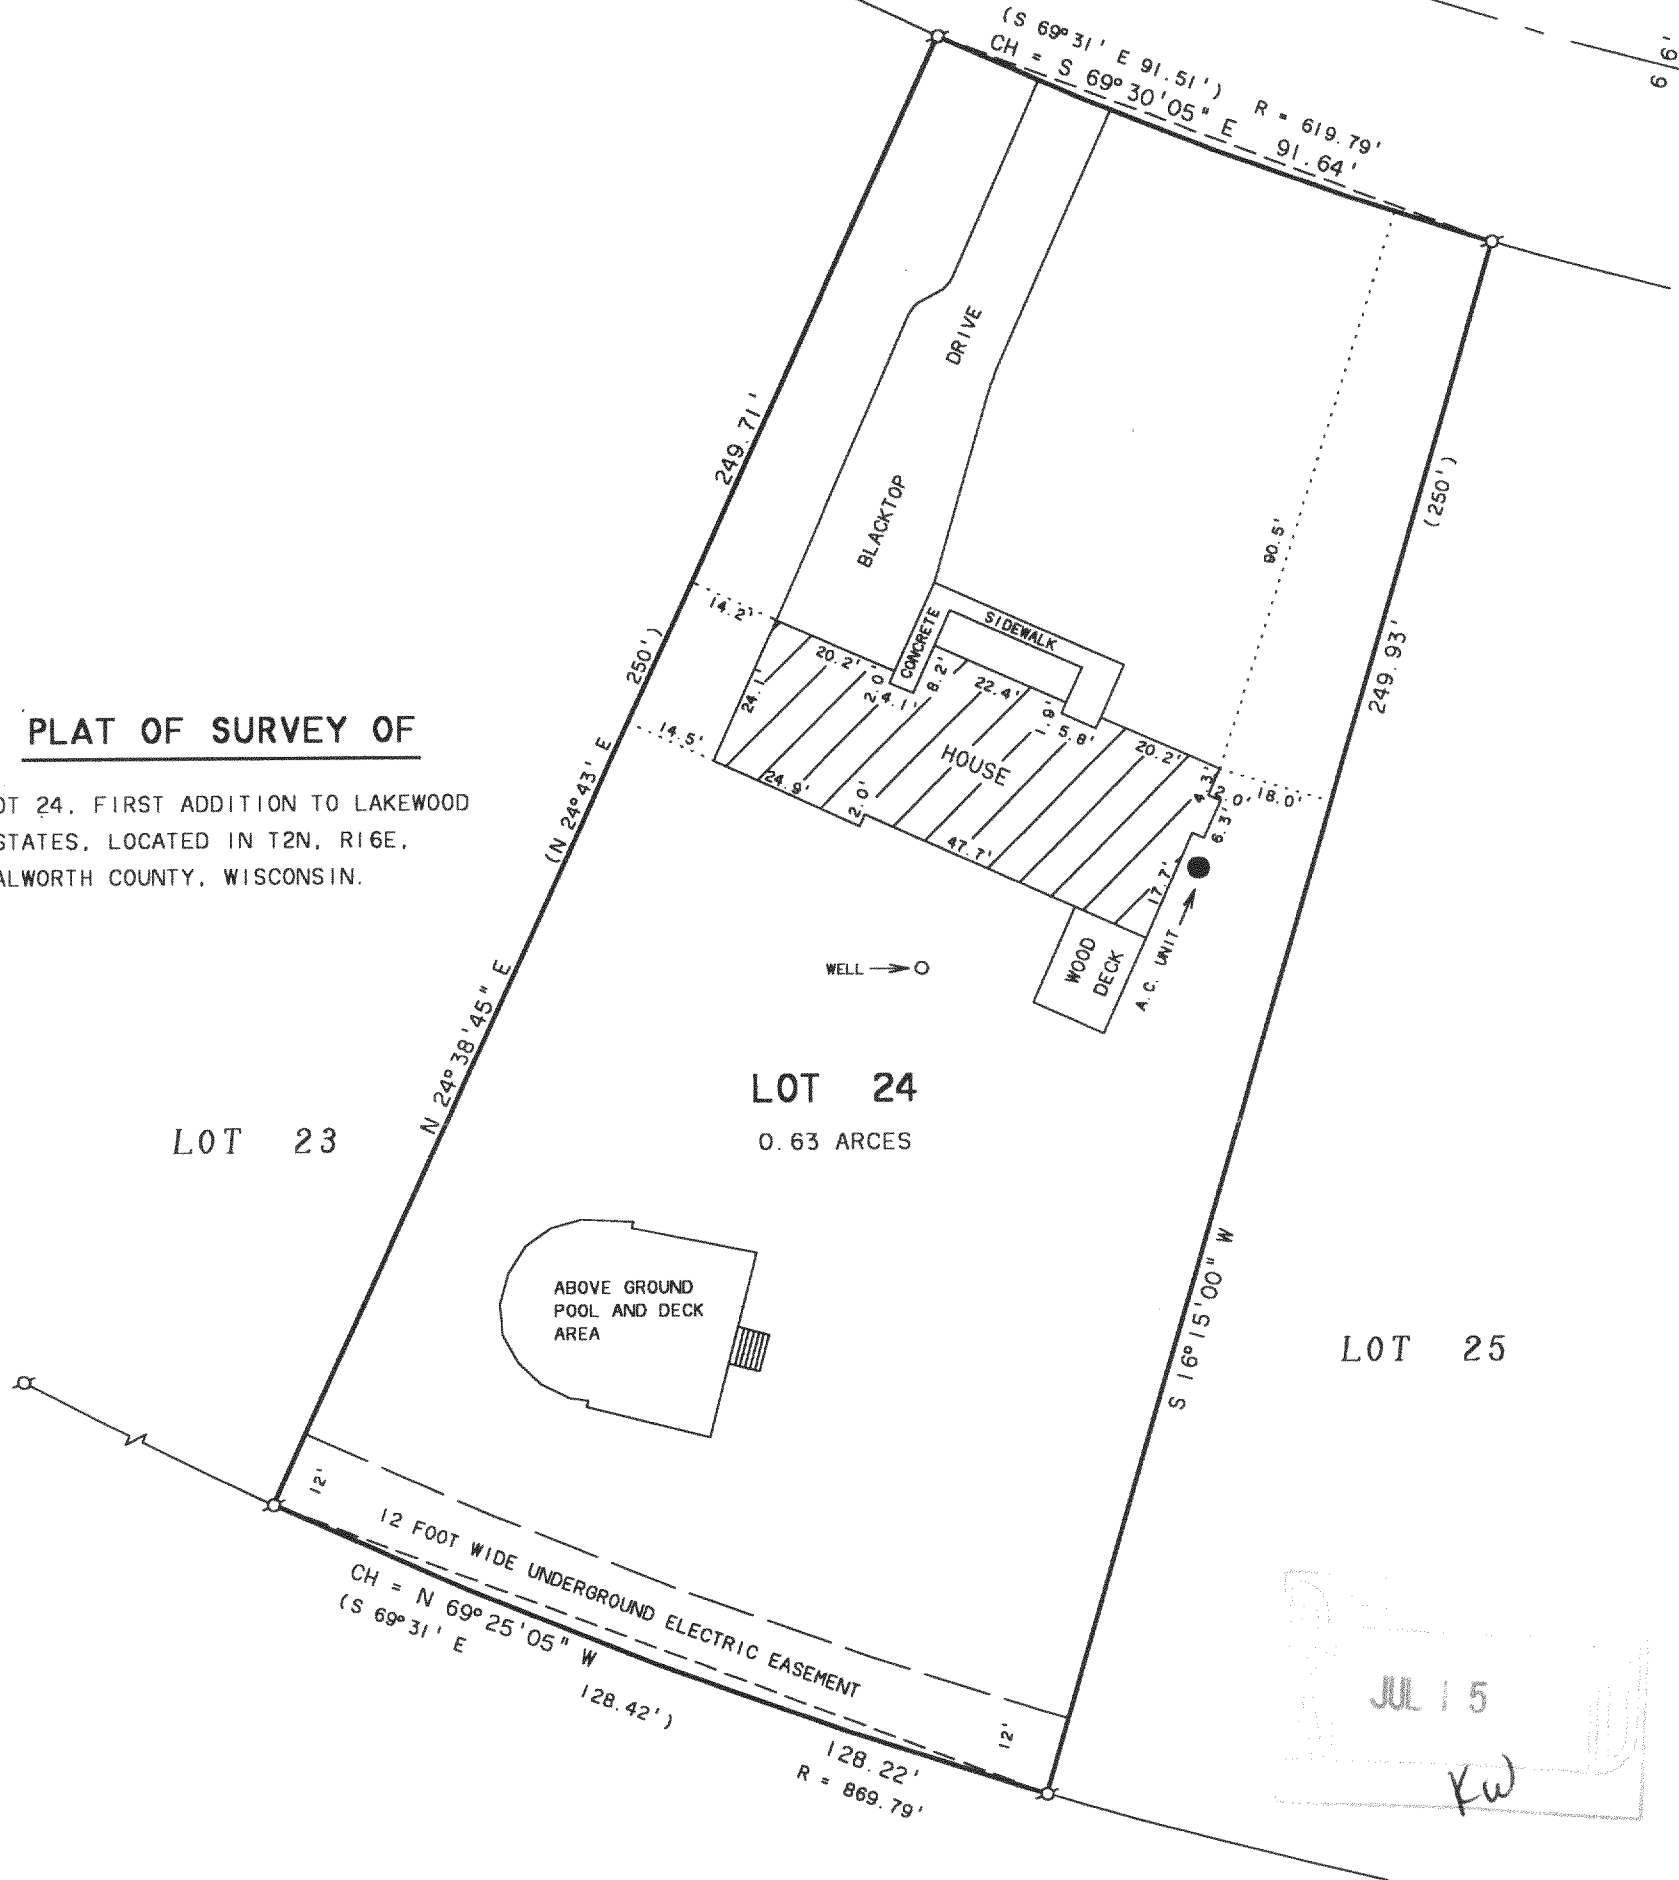 (S 69°31' E 91.51')
CH = S 69°30'05" E 91.64'
R = 619.79'
66'
249.71'
DRIVE
BLACKTOP
(250')
90.5'
249.93'
14.2'
CONCRETE
SIDEWALK
20.2'
2.0'
4.1'
8.2'
22.4'
1.9'
5.8'
20.2'
24.1'
HOUSE
4.3'
2.0'
18.0'
6.3'
14.5'
24.9'
2.0'
47.7'
17.7'
(N 24°43' E 250')
PLAT OF SURVEY OF
OT 24, FIRST ADDITION TO LAKEWOOD
STATES, LOCATED IN T2N, R16E,
ALWORTH COUNTY, WISCONSIN.
WOOD
DECK
A.C. UNIT
WELL
N 24°38'45" E
LOT 24
0.63 ARCES
LOT 23
S 16°15'00" W
ABOVE GROUND
POOL AND DECK
AREA
LOT 25
12'
12 FOOT WIDE UNDERGROUND ELECTRIC EASEMENT
12'
CH = N 69°25'05" W 128.22'
(S 69°31' E 128.42')
R = 869.79'
JUL 15
KW